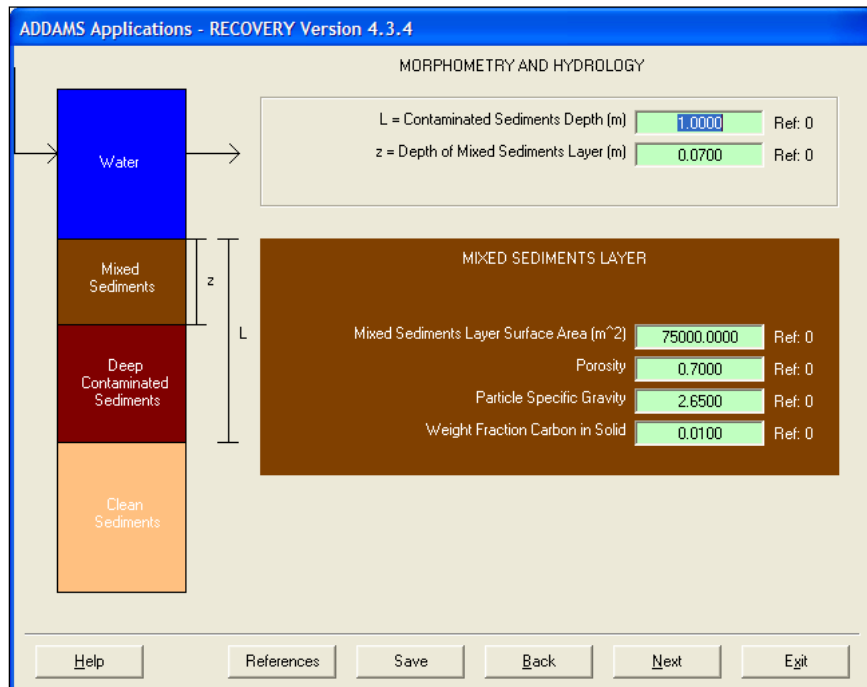 ADDAMS Applications - RECOVERY Version 4.3.4
MORPHOMETRY AND HYDROLOGY
L = Contaminated Sediments Depth (m) 1.0000 Ref: 0
z = Depth of Mixed Sediments Layer (m) 0.0700 Ref: 0
Water
Mixed
Sediments
z
L
Deep
Contaminated
Sediments
Clean
Sediments
MIXED SEDIMENTS LAYER
Mixed Sediments Layer Surface Area (m^2) 75000.0000 Ref: 0
Porosity 0.7000 Ref: 0
Particle Specific Gravity 2.6500 Ref: 0
Weight Fraction Carbon in Solid 0.0100 Ref: 0
Help References Save Back Next Exit